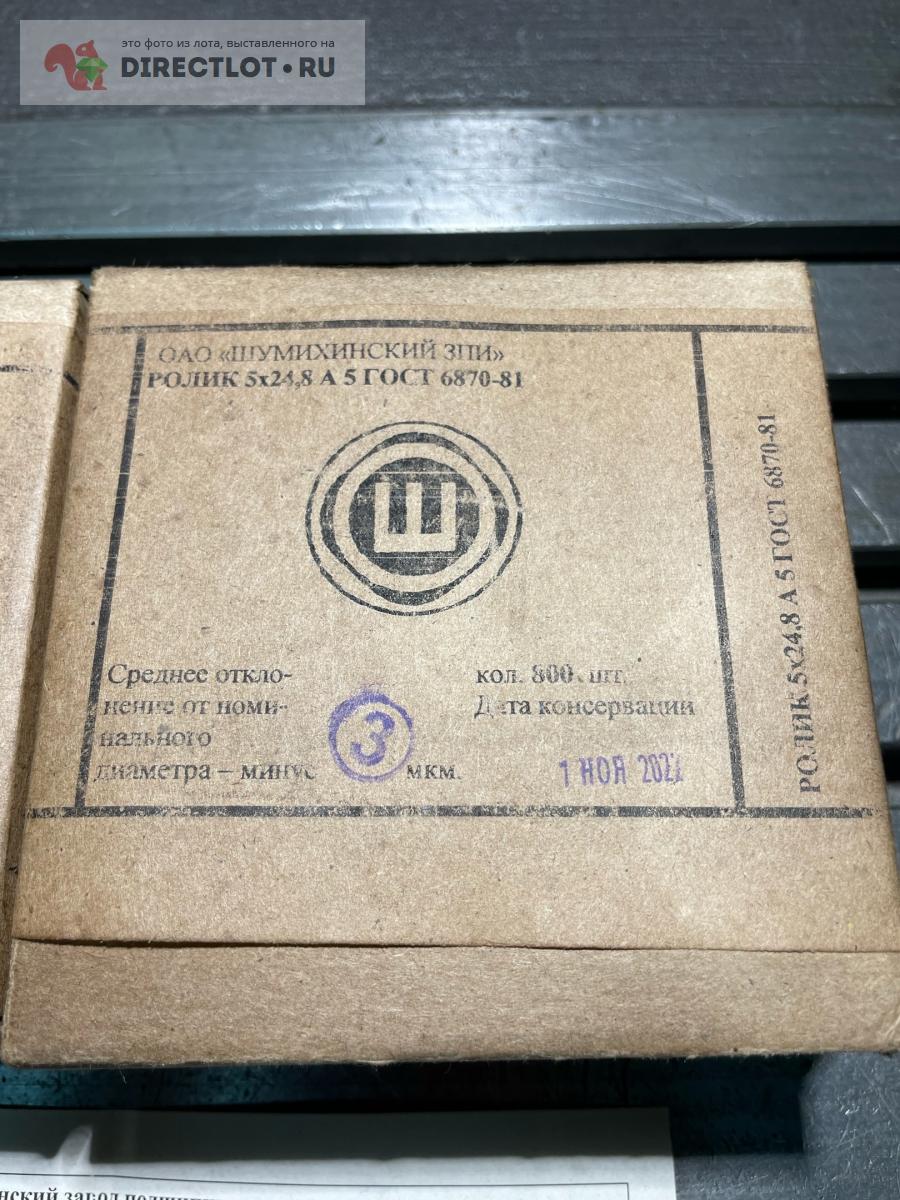 это фото из лота, выставленного на
DIRECTLOT•RU
ОАО «ШУМИХИНСКИЙ ЗПИ»
РОЛИК 5х24,8 А 5 ГОСТ 6870-81
Ш
Среднее откло-
нение от номи-
нального
диаметра – минус 3 мкм.
кол. 800 шт.
Дата консервации
1 НОЯ 2022
РОЛИК 5х24,8 А 5 ГОСТ 6870-81
нский завод